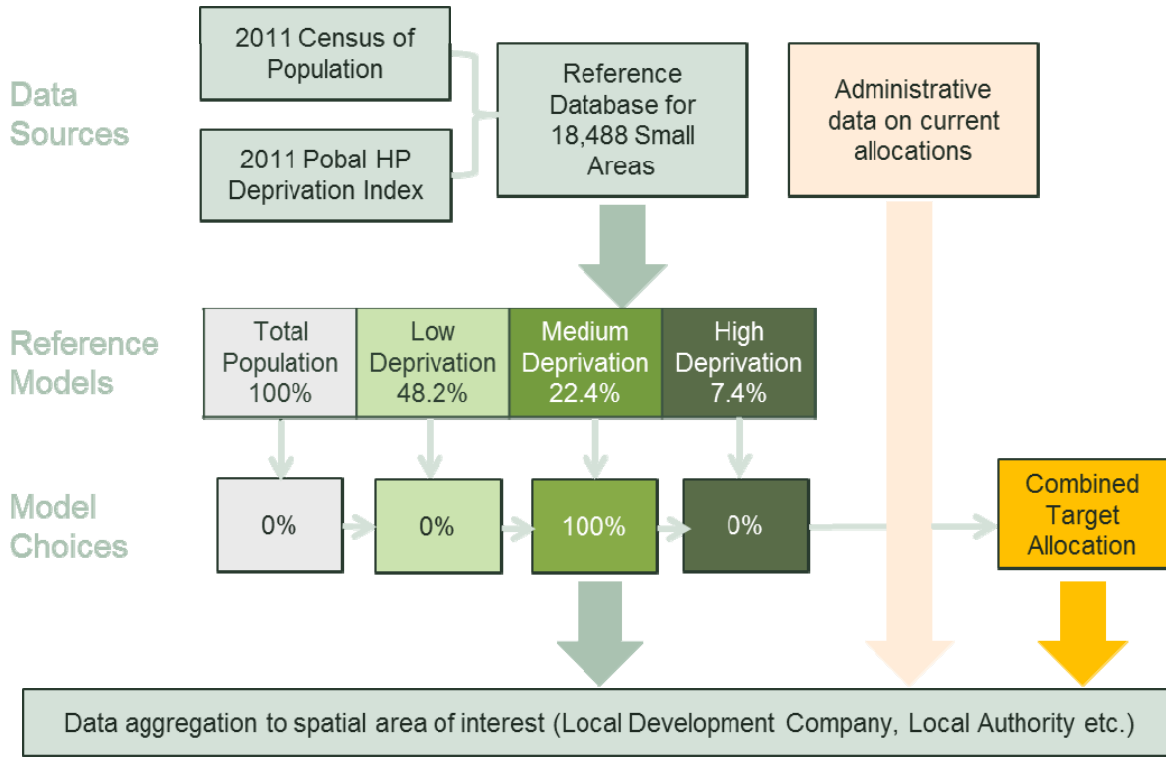 Data
Sources
2011 Census of
Population
2011 Pobal HP
Deprivation Index
Reference
Database for
18,488 Small
Areas
Administrative
data on current
allocations
Reference
Models
Total
Population
100%
Low
Deprivation
48.2%
Medium
Deprivation
22.4%
High
Deprivation
7.4%
Model
Choices
0%
0%
100%
0%
Combined
Target
Allocation
Data aggregation to spatial area of interest (Local Development Company, Local Authority etc.)